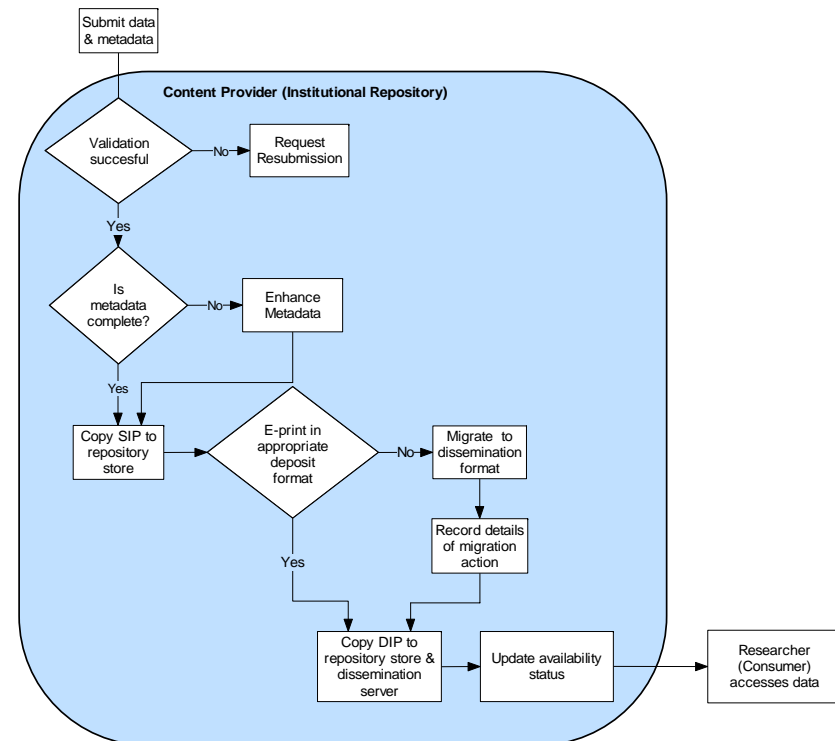 Submit data
& metadata
Content Provider (Institutional Repository)
Validation
succesful
No
Request
Resubmission
Yes
Is
metadata
complete?
No
Enhance
Metadata
Yes
Copy SIP to
repository
store
E-print in
appropriate
deposit
format
No
Migrate to
dissemination
format
Record details
of migration
action
Yes
Copy DIP to
repository store &
dissemination
server
Update availability
status
Researcher
(Consumer)
accesses data